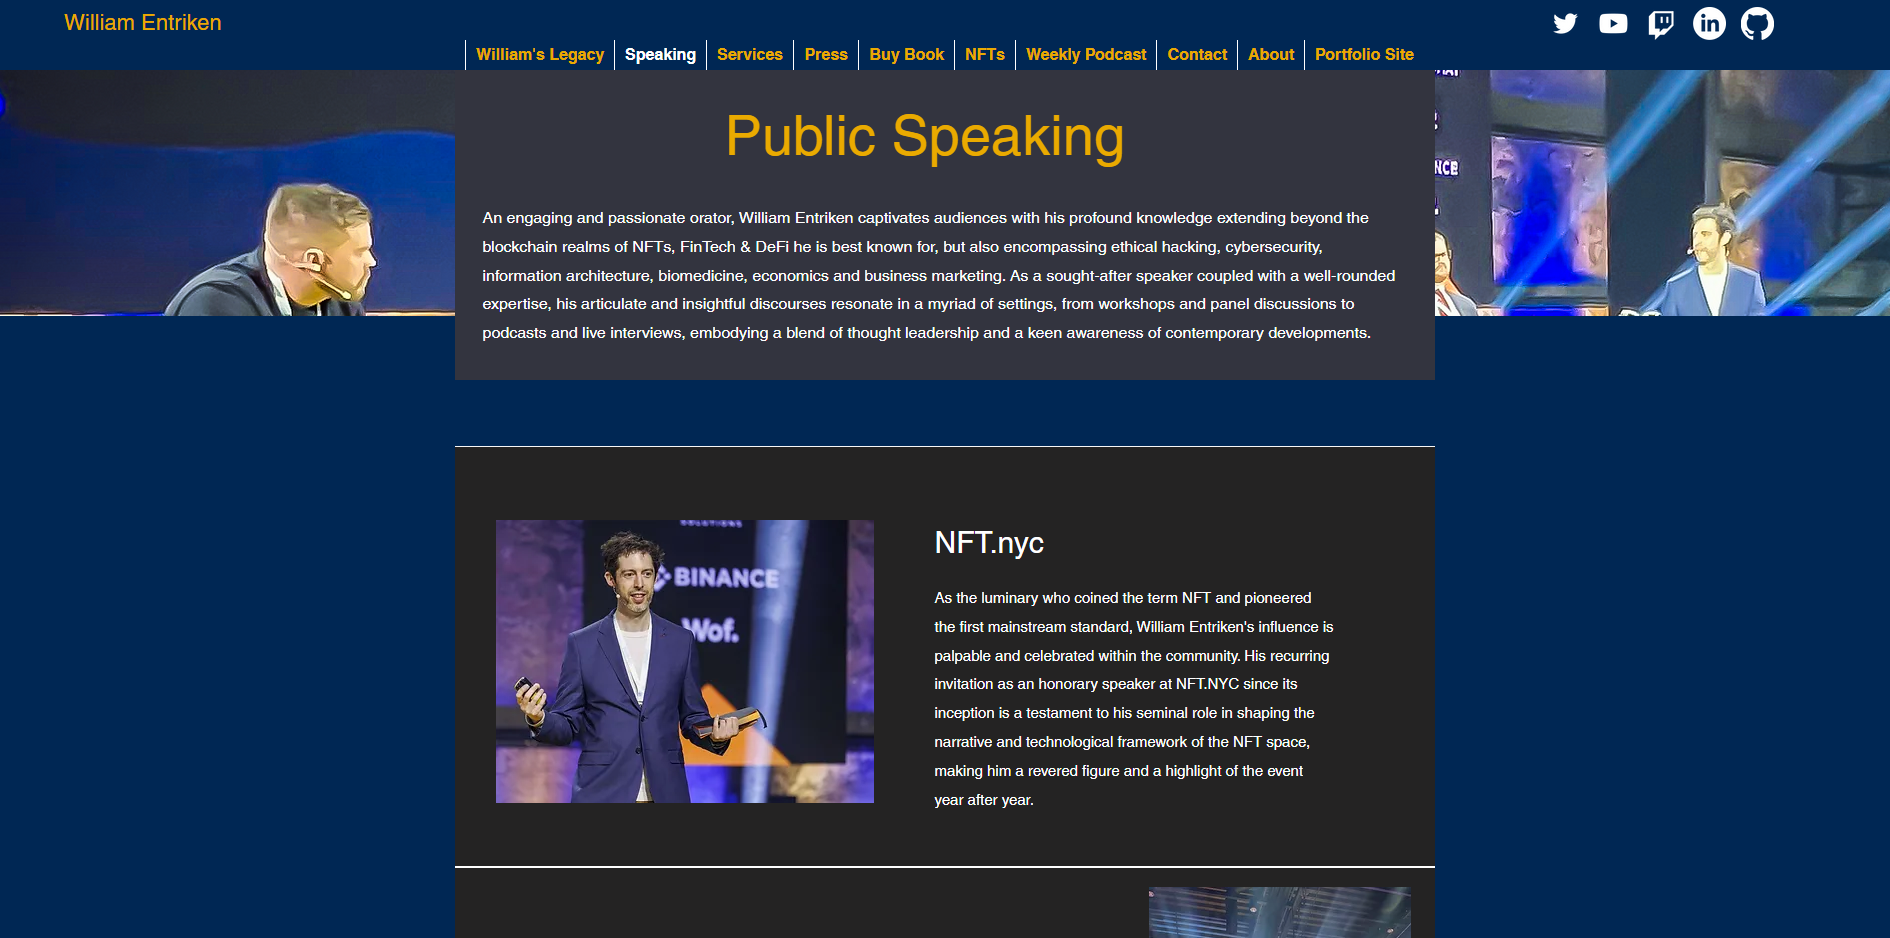 William Entriken
William's Legacy
Speaking
Services
Press
Buy Book
NFTs
Weekly Podcast
Contact
About
Portfolio Site
Public Speaking
An engaging and passionate orator, William Entriken captivates audiences with his profound knowledge extending beyond the
blockchain realms of NFTs, FinTech & DeFi he is best known for, but also encompassing ethical hacking, cybersecurity,
information architecture, biomedicine, economics and business marketing. As a sought-after speaker coupled with a well-rounded
expertise, his articulate and insightful discourses resonate in a myriad of settings, from workshops and panel discussions to
podcasts and live interviews, embodying a blend of thought leadership and a keen awareness of contemporary developments.
NCE
SOLUTIONS
BINANCE
Wof.
NFT.nyc
As the luminary who coined the term NFT and pioneered
the first mainstream standard, William Entriken's influence is
palpable and celebrated within the community. His recurring
invitation as an honorary speaker at NFT.NYC since its
inception is a testament to his seminal role in shaping the
narrative and technological framework of the NFT space,
making him a revered figure and a highlight of the event
year after year.